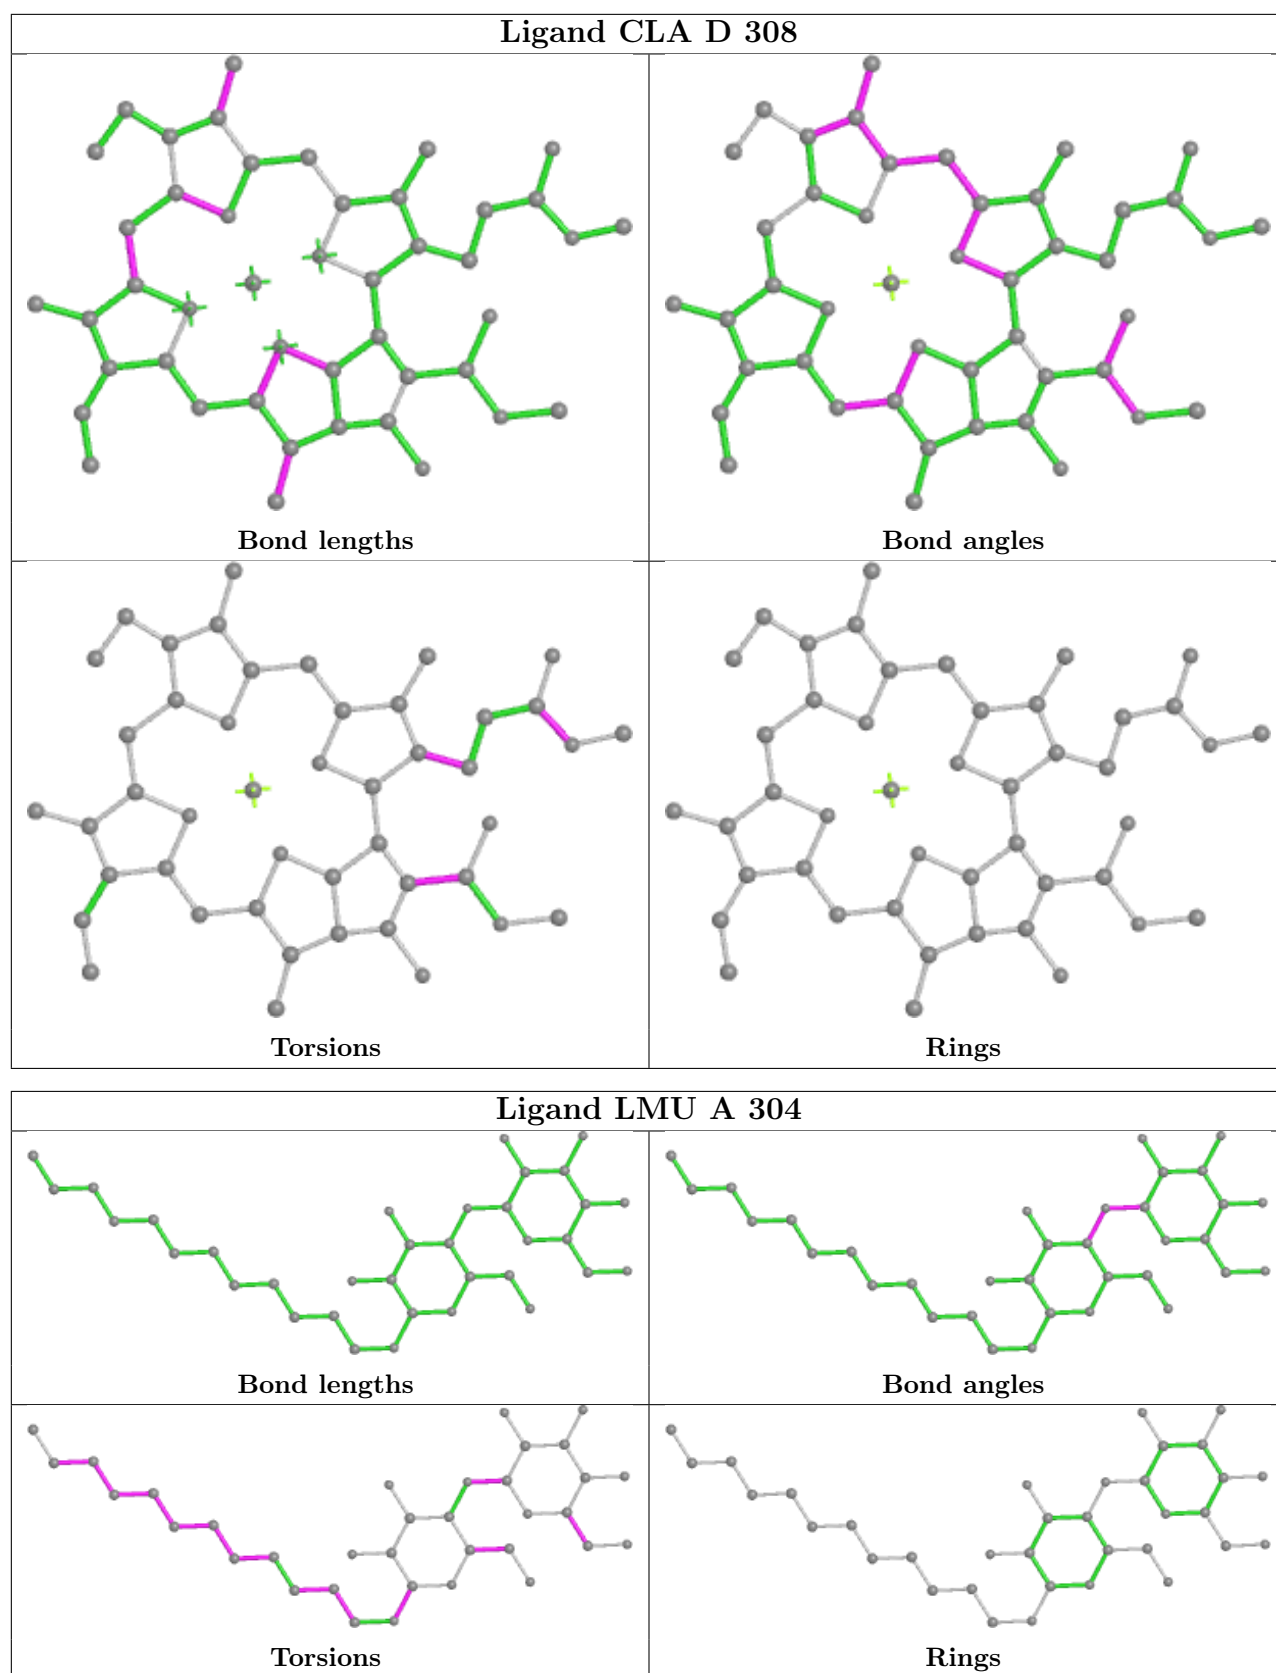 Ligand CLA D 308
Bond lengths
Bond angles
Torsions
Rings
Ligand LMU A 304
Bond lengths
Bond angles
Torsions
Rings